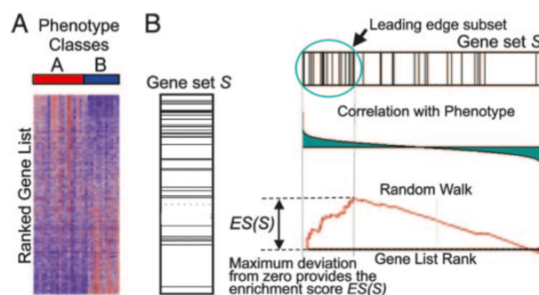 A
Phenotype
Classes
A B
Ranked Gene List
B
Gene set S
Leading edge subset
Gene set S
Correlation with Phenotype
Random Walk
ES(S)
Gene List Rank
Maximum deviation
from zero provides the
enrichment score ES(S)